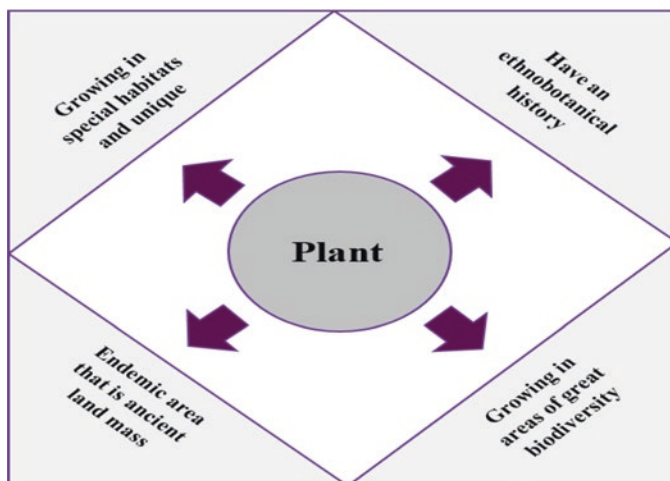 Growing in
special habitats
and unique
Have an
ethnobotanical
history
Plant
Endemic area
that is ancient
land mass
Growing in
areas of great
biodiversity